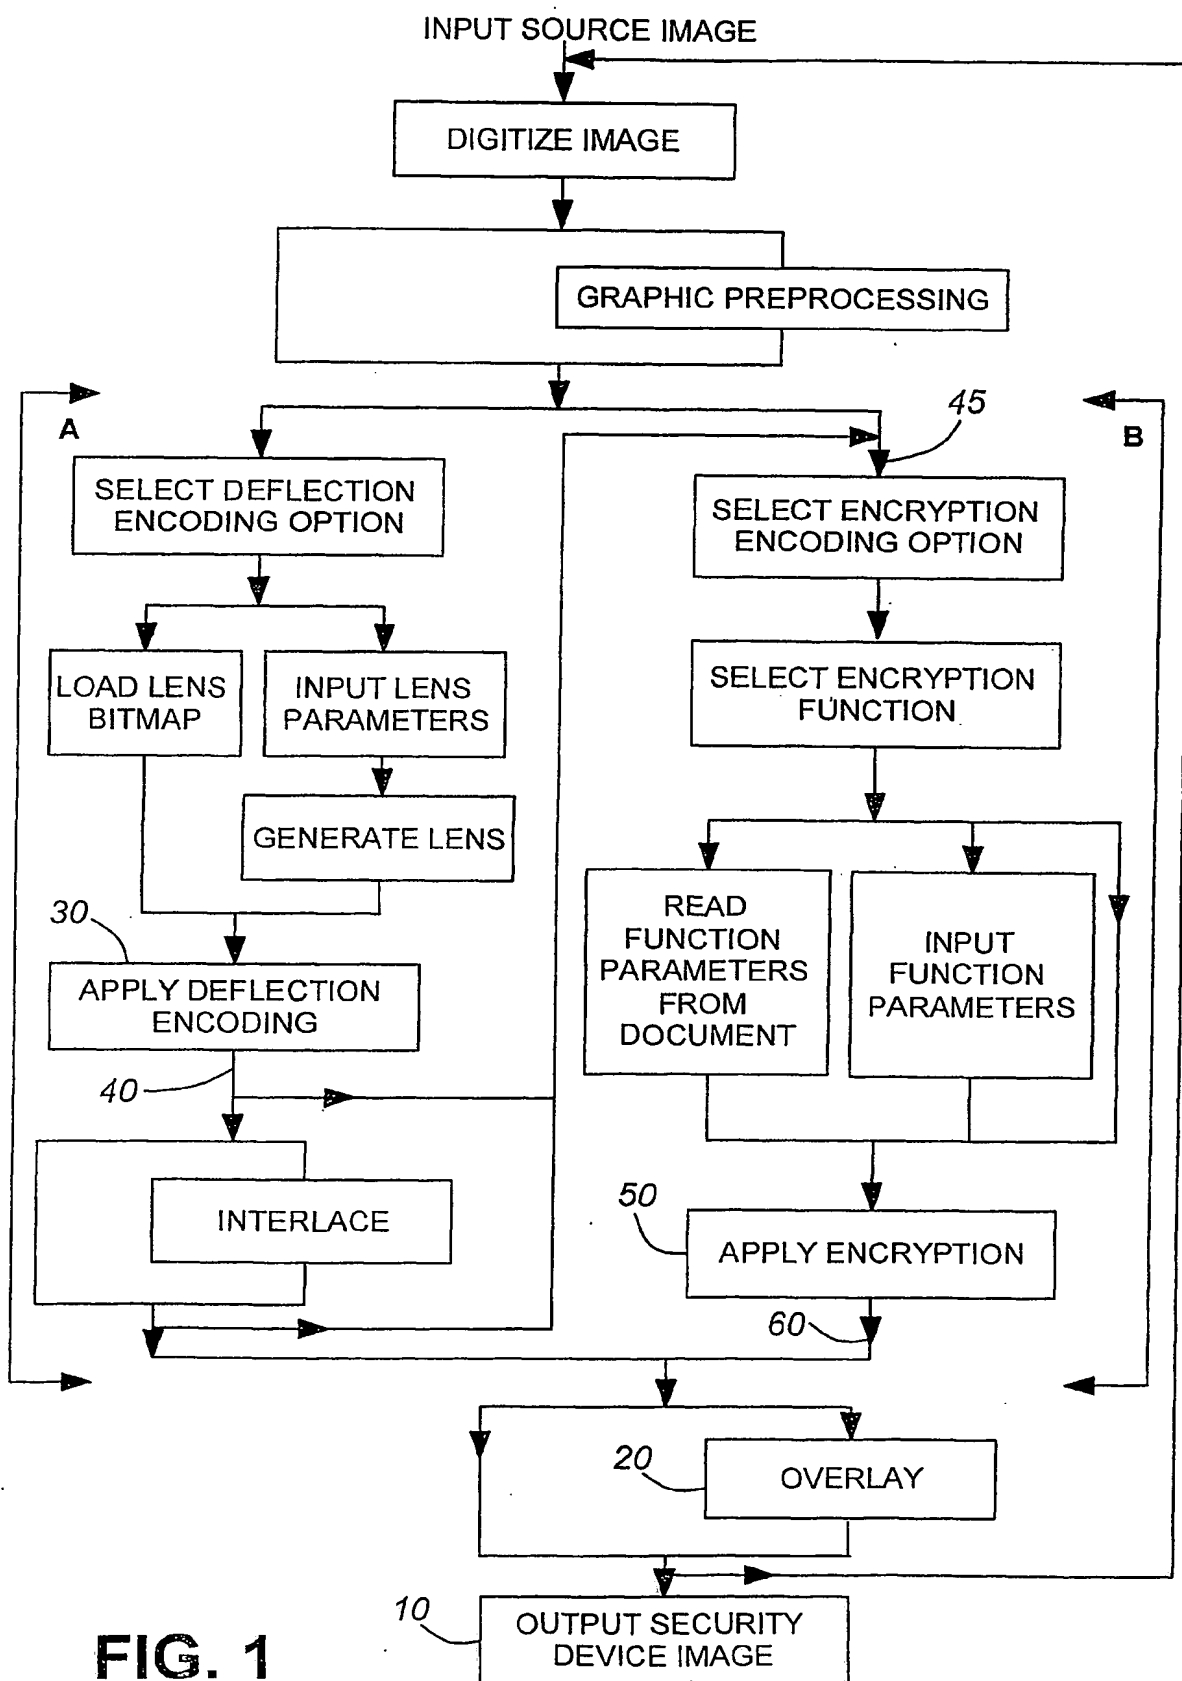 INPUT SOURCE IMAGE
DIGITIZE IMAGE
GRAPHIC PREPROCESSING
A
B
45
SELECT DEFLECTION
ENCODING OPTION
SELECT ENCRYPTION
ENCODING OPTION
LOAD LENS
BITMAP
INPUT LENS
PARAMETERS
SELECT ENCRYPTION
FUNCTION
GENERATE LENS
READ
FUNCTION
PARAMETERS
FROM
DOCUMENT
INPUT
FUNCTION
PARAMETERS
30
APPLY DEFLECTION
ENCODING
40
INTERLACE
50
APPLY ENCRYPTION
60
20
OVERLAY
10
OUTPUT SECURITY
DEVICE IMAGE
FIG. 1